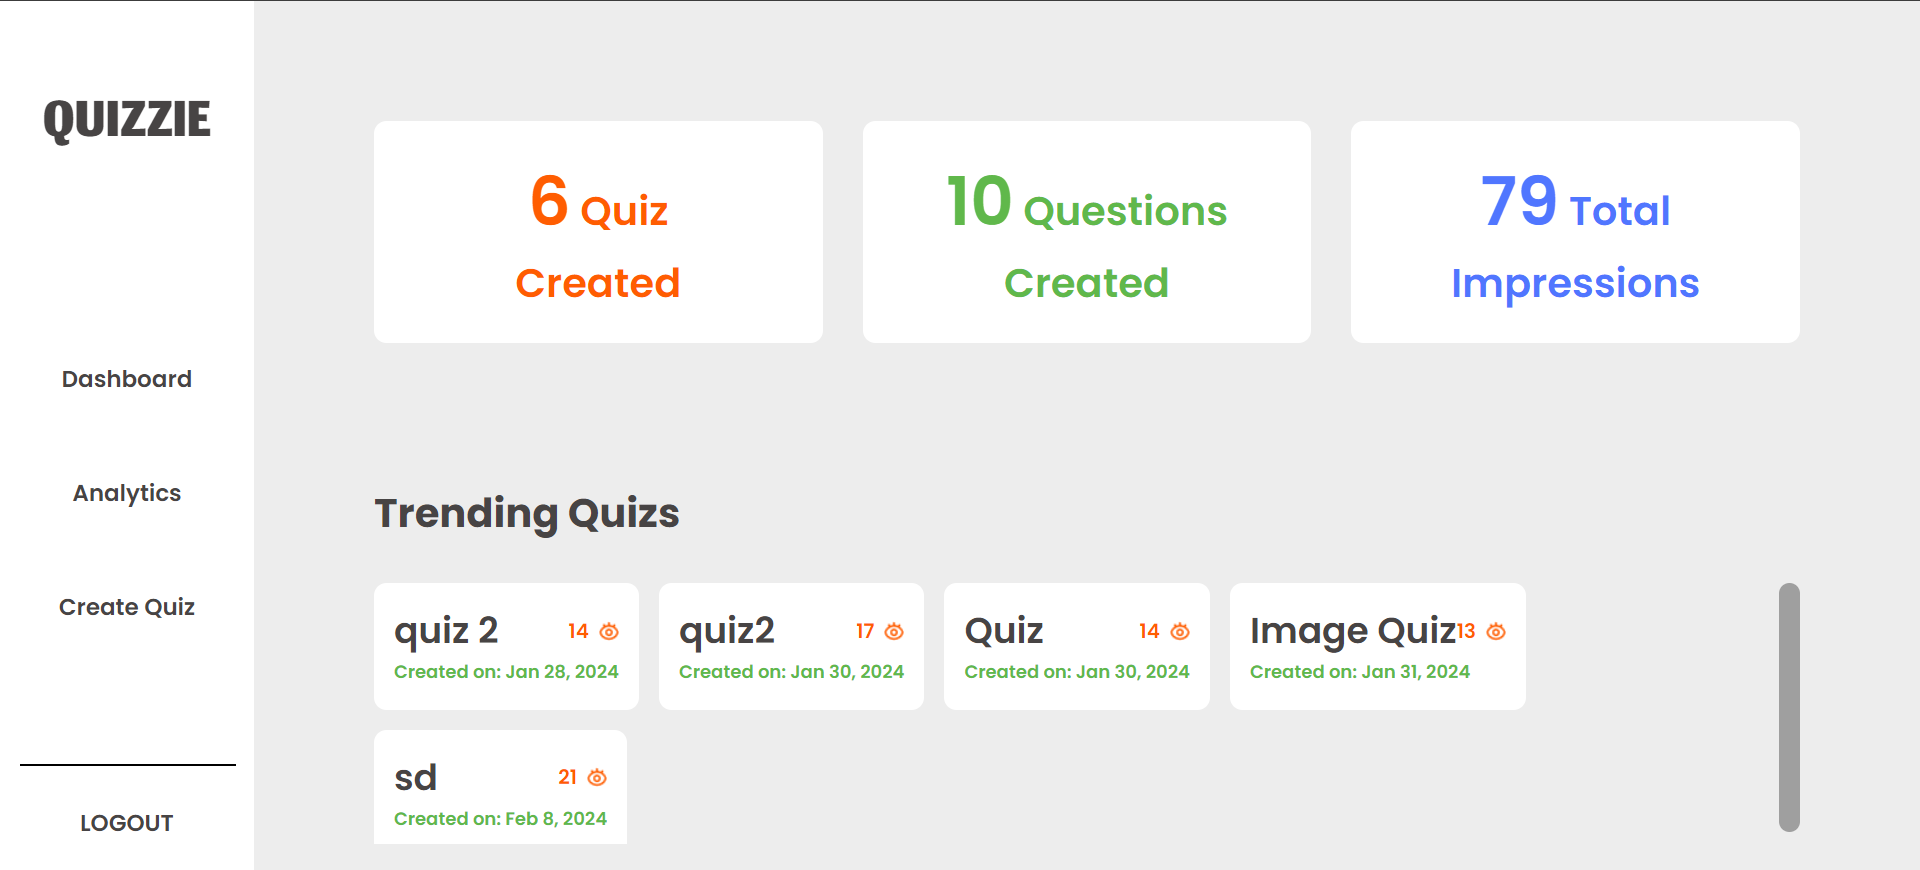 QUIZZIE
Dashboard
Analytics
Create Quiz
LOGOUT
6 Quiz
Created
10 Questions
Created
79 Total
Impressions
Trending Quizs
quiz 2 14
Created on: Jan 28, 2024
quiz2 17
Created on: Jan 30, 2024
Quiz 14
Created on: Jan 30, 2024
Image Quiz13
Created on: Jan 31, 2024
sd 21
Created on: Feb 8, 2024